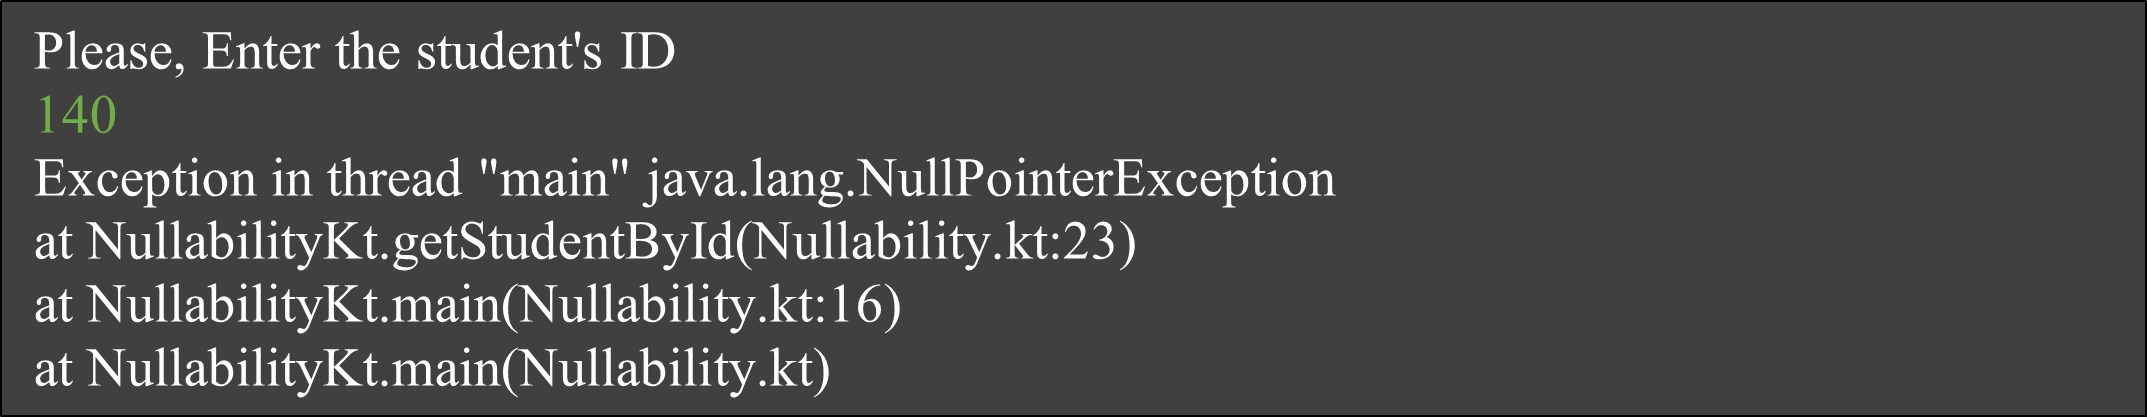 Please, Enter the student's ID
140
Exception in thread "main" java.lang.NullPointerException
at NullabilityKt.getStudentById(Nullability.kt:23)
at NullabilityKt.main(Nullability.kt:16)
at NullabilityKt.main(Nullability.kt)